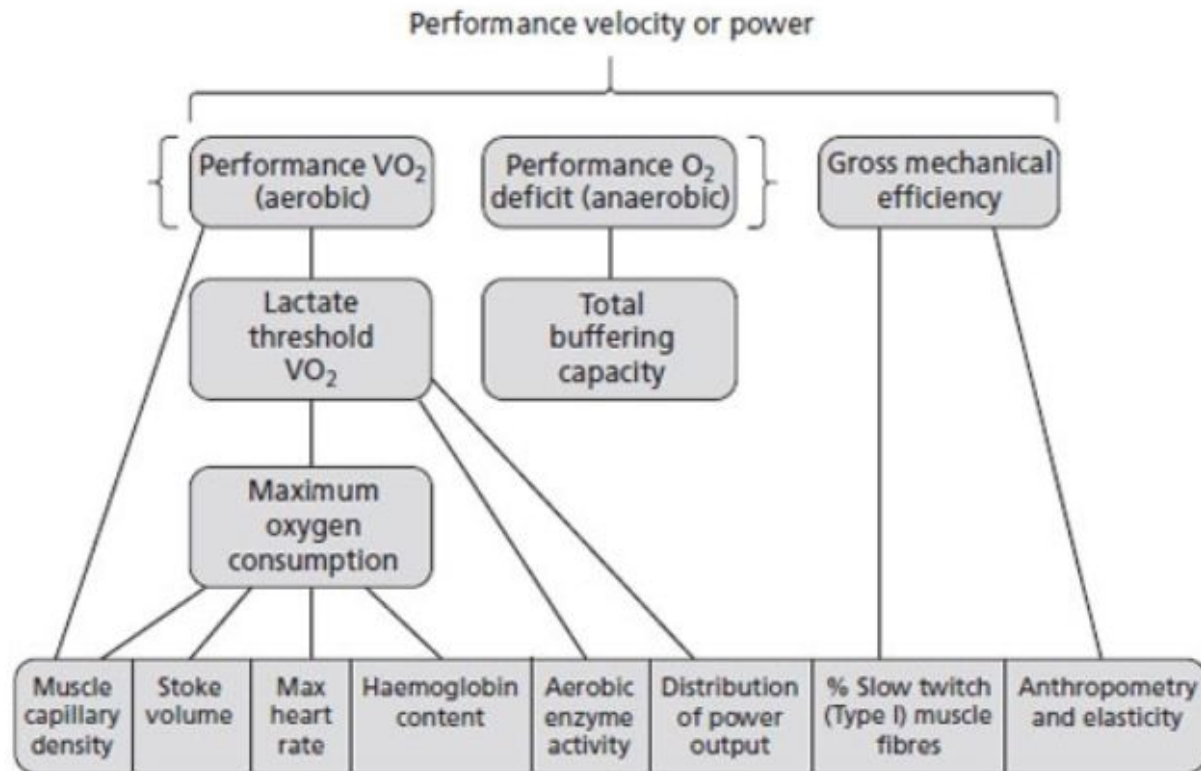 Performance velocity or power
Performance VO₂
(aerobic)
Performance O₂
deficit (anaerobic)
Gross mechanical
efficiency
Lactate
threshold
VO₂
Total
buffering
capacity
Maximum
oxygen
consumption
Muscle
capillary
density
Stoke
volume
Max
heart
rate
Haemoglobin
content
Aerobic
enzyme
activity
Distribution
of power
output
% Slow twitch
(Type I) muscle
fibres
Anthropometry
and elasticity